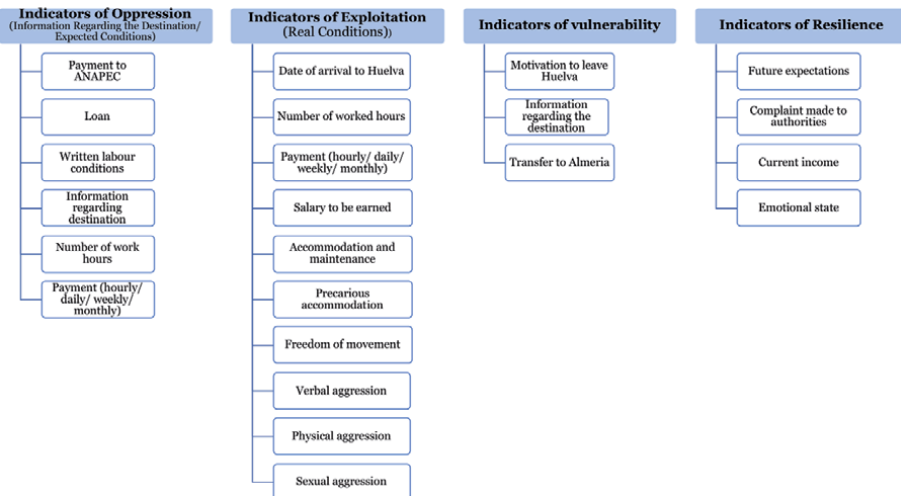 Indicators of Oppression
(Information Regarding the Destination/
Expected Conditions)
Payment to
ANAPEC
Loan
Written labour
conditions
Information
regarding
destination
Number of work
hours
Payment (hourly/
daily/ weekly/
monthly)
Indicators of Exploitation
(Real Conditions))
Date of arrival to Huelva
Number of worked hours
Payment (hourly/ daily/
weekly/ monthly)
Salary to be earned
Accommodation and
maintenance
Precarious
accommodation
Freedom of movement
Verbal aggression
Physical aggression
Sexual aggression
Indicators of vulnerability
Motivation to leave
Huelva
Information
regarding the
destination
Transfer to Almeria
Indicators of Resilience
Future expectations
Complaint made to
authorities
Current income
Emotional state